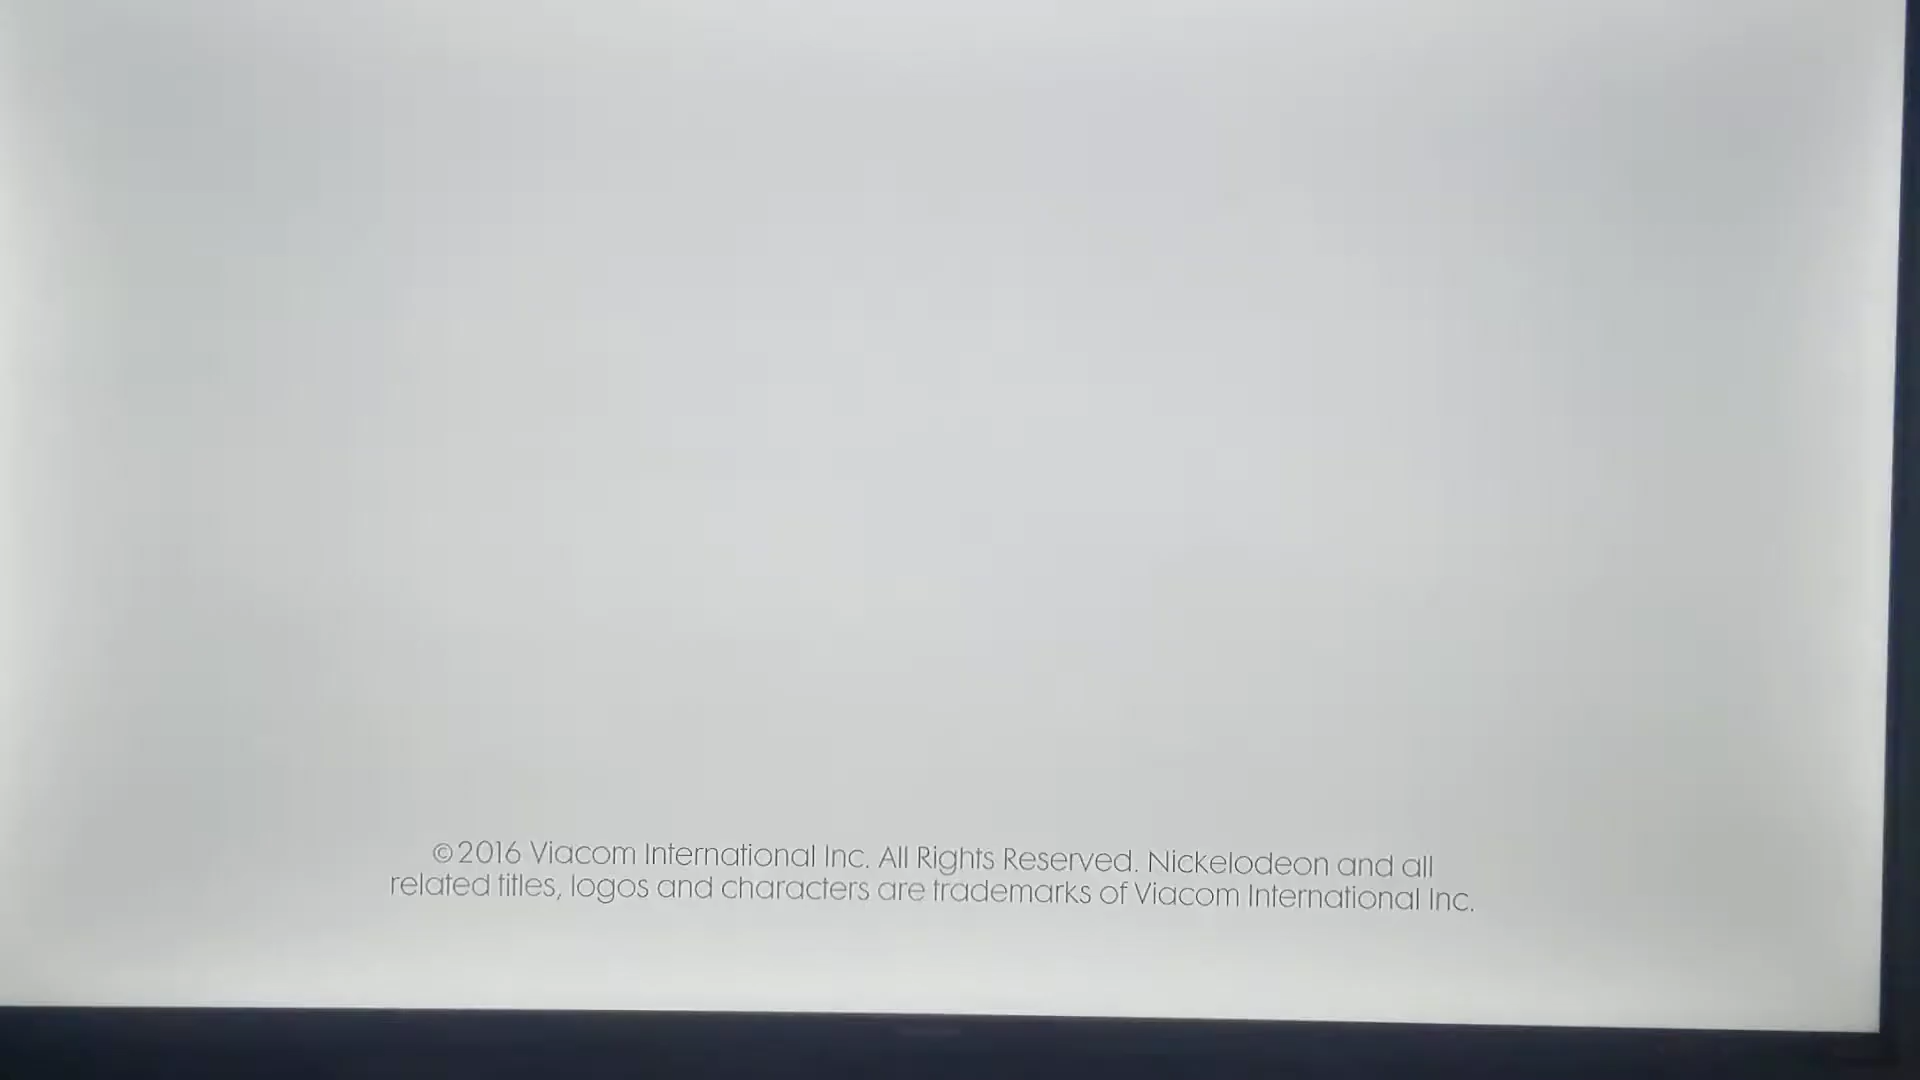 ©2016 Viacom International Inc. All Rights Reserved. Nickelodeon and all
related titles, logos and characters are trademarks of Viacom International Inc.